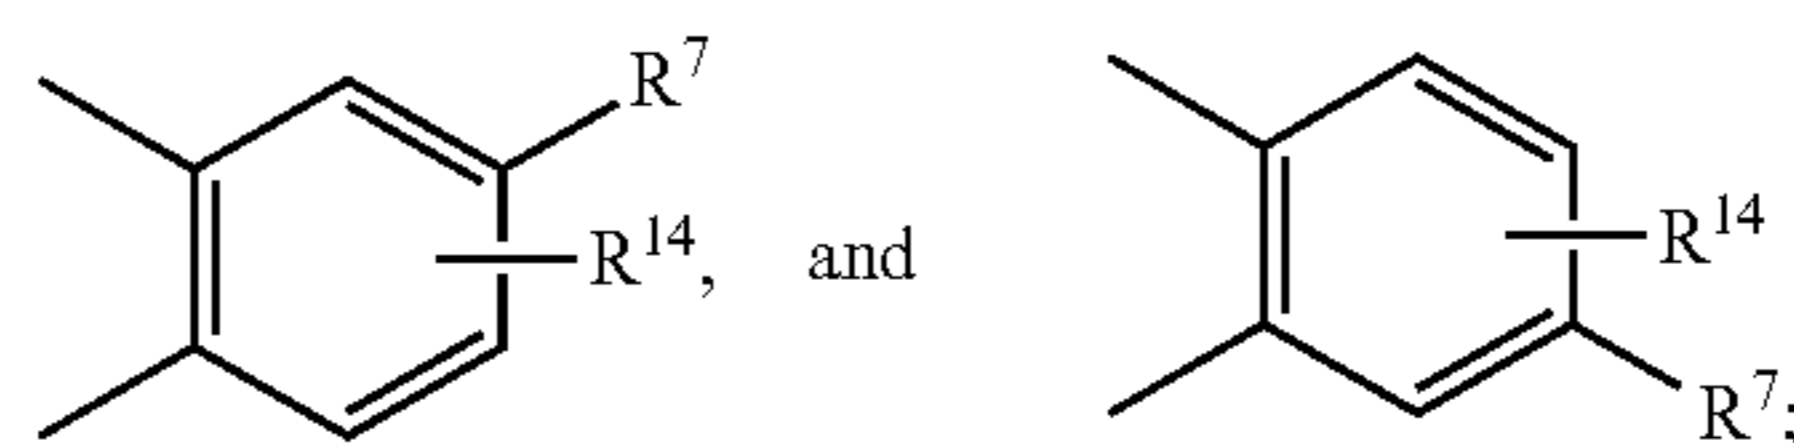 R⁷
R¹⁴, and
R¹⁴
R⁷;